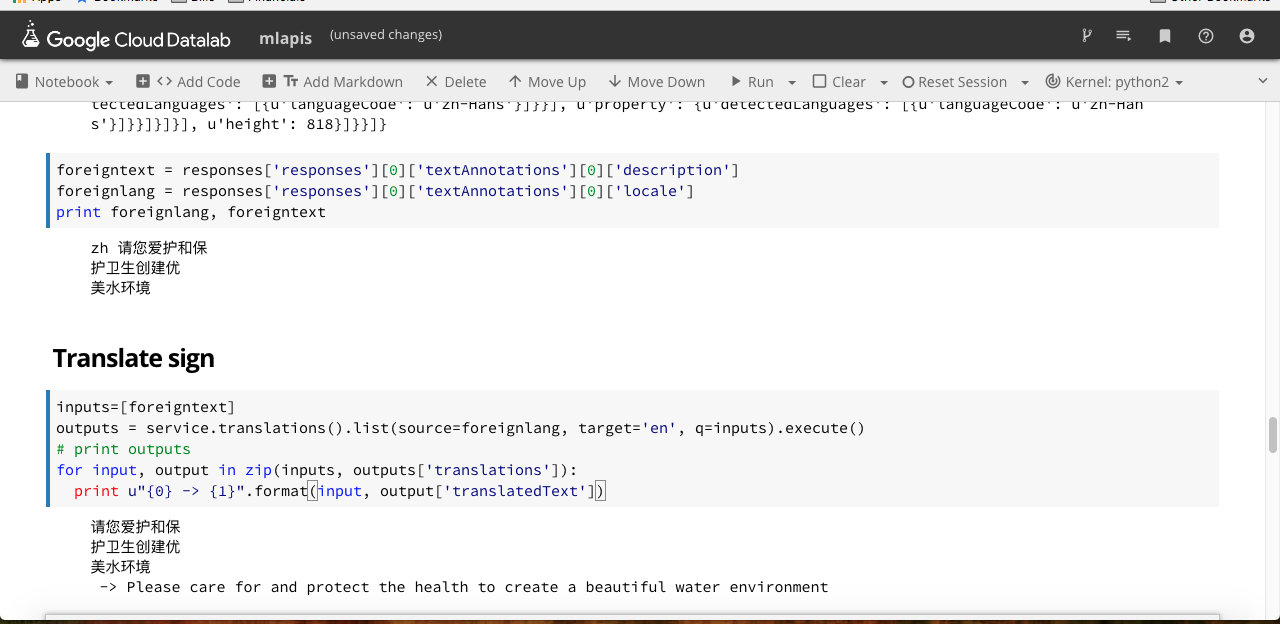 Google Cloud Datalab mlapis (unsaved changes)
Notebook Add Code Add Markdown Delete Move Up Move Down Run Clear Reset Session Kernel: python2
tectedLanguages': [{u'languageCode': u'zh-Hans'}]}}], u'property': {u'detectedLanguages': [{u'languageCode': u'zh-Han
s'}]}}]}]}], u'height': 818}]}}]}
foreigntext = responses['responses'][0]['textAnnotations'][0]['description']
foreignlang = responses['responses'][0]['textAnnotations'][0]['locale']
print foreignlang, foreigntext
zh 请您爱护和保
护卫生创建优
美水环境
Translate sign
inputs=[foreigntext]
outputs = service.translations().list(source=foreignlang, target='en', q=inputs).execute()
# print outputs
for input, output in zip(inputs, outputs['translations']):
print u"{0} -> {1}".format(input, output['translatedText'])
请您爱护和保
护卫生创建优
美水环境
-> Please care for and protect the health to create a beautiful water environment